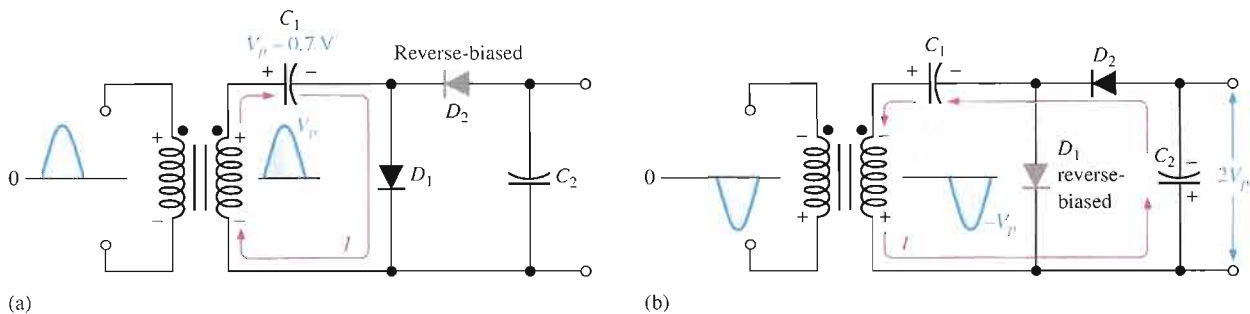 C₁
Vₚ – 0.7 V
+ –
Reverse-biased
D₂
+ +
Vₚ
0
D₁
C₂
– –
I
(a)
C₁
D₂
+ –
– –
D₁
reverse-
biased
C₂
–
+
2Vₚ
0
+ +
–Vₚ
I
(b)